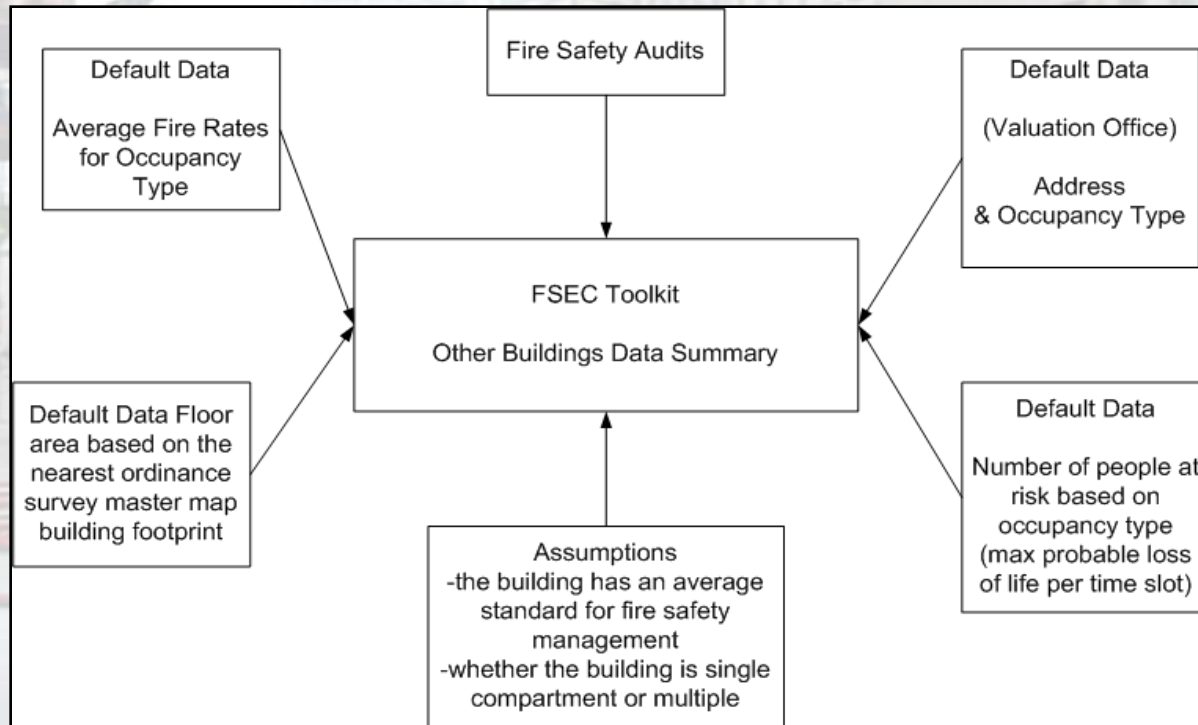 Fire Safety Audits
Default Data
Average Fire Rates
for Occupancy
Type
Default Data
(Valuation Office)
Address
& Occupancy Type
FSEC Toolkit
Other Buildings Data Summary
Default Data Floor
area based on the
nearest ordinance
survey master map
building footprint
Default Data
Number of people at
risk based on
occupancy type
(max probable loss
of life per time slot)
Assumptions
-the building has an average
standard for fire safety
management
-whether the building is single
compartment or multiple